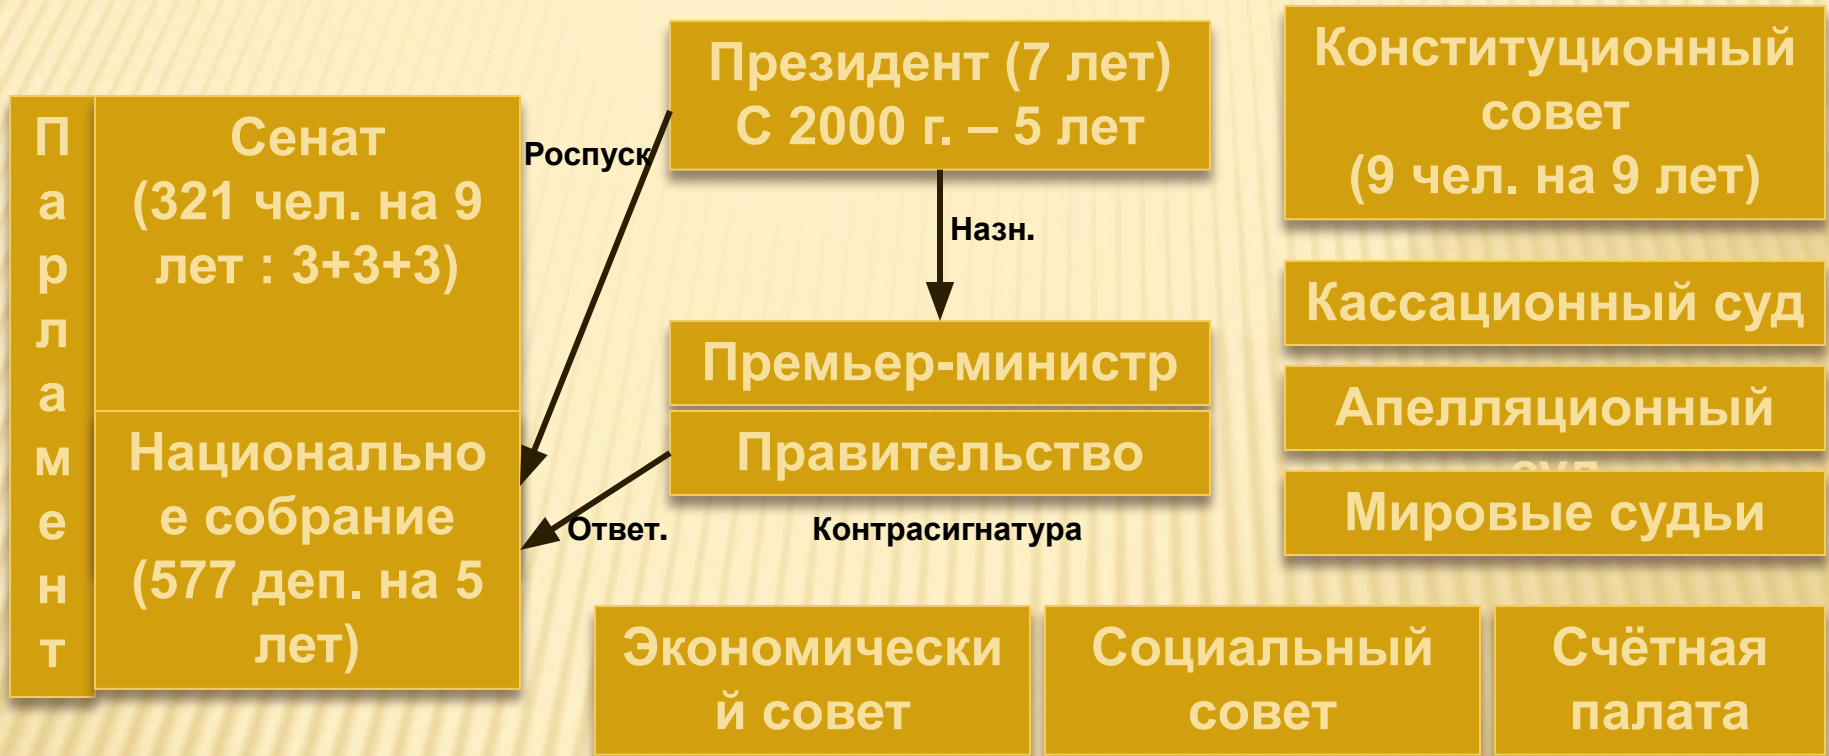 Парламент
Сенат
(321 чел. на 9
лет : 3+3+3)
Национально
е собрание
(577 деп. на 5
лет)
Роспуск
Президент (7 лет)
С 2000 г. – 5 лет
Назн.
Премьер-министр
Правительство
Ответ.
Контрасигнатура
Конституционный
совет
(9 чел. на 9 лет)
Кассационный суд
Апелляционный
суд
Мировые судьи
Экономически
й совет
Социальный
совет
Счётная
палата